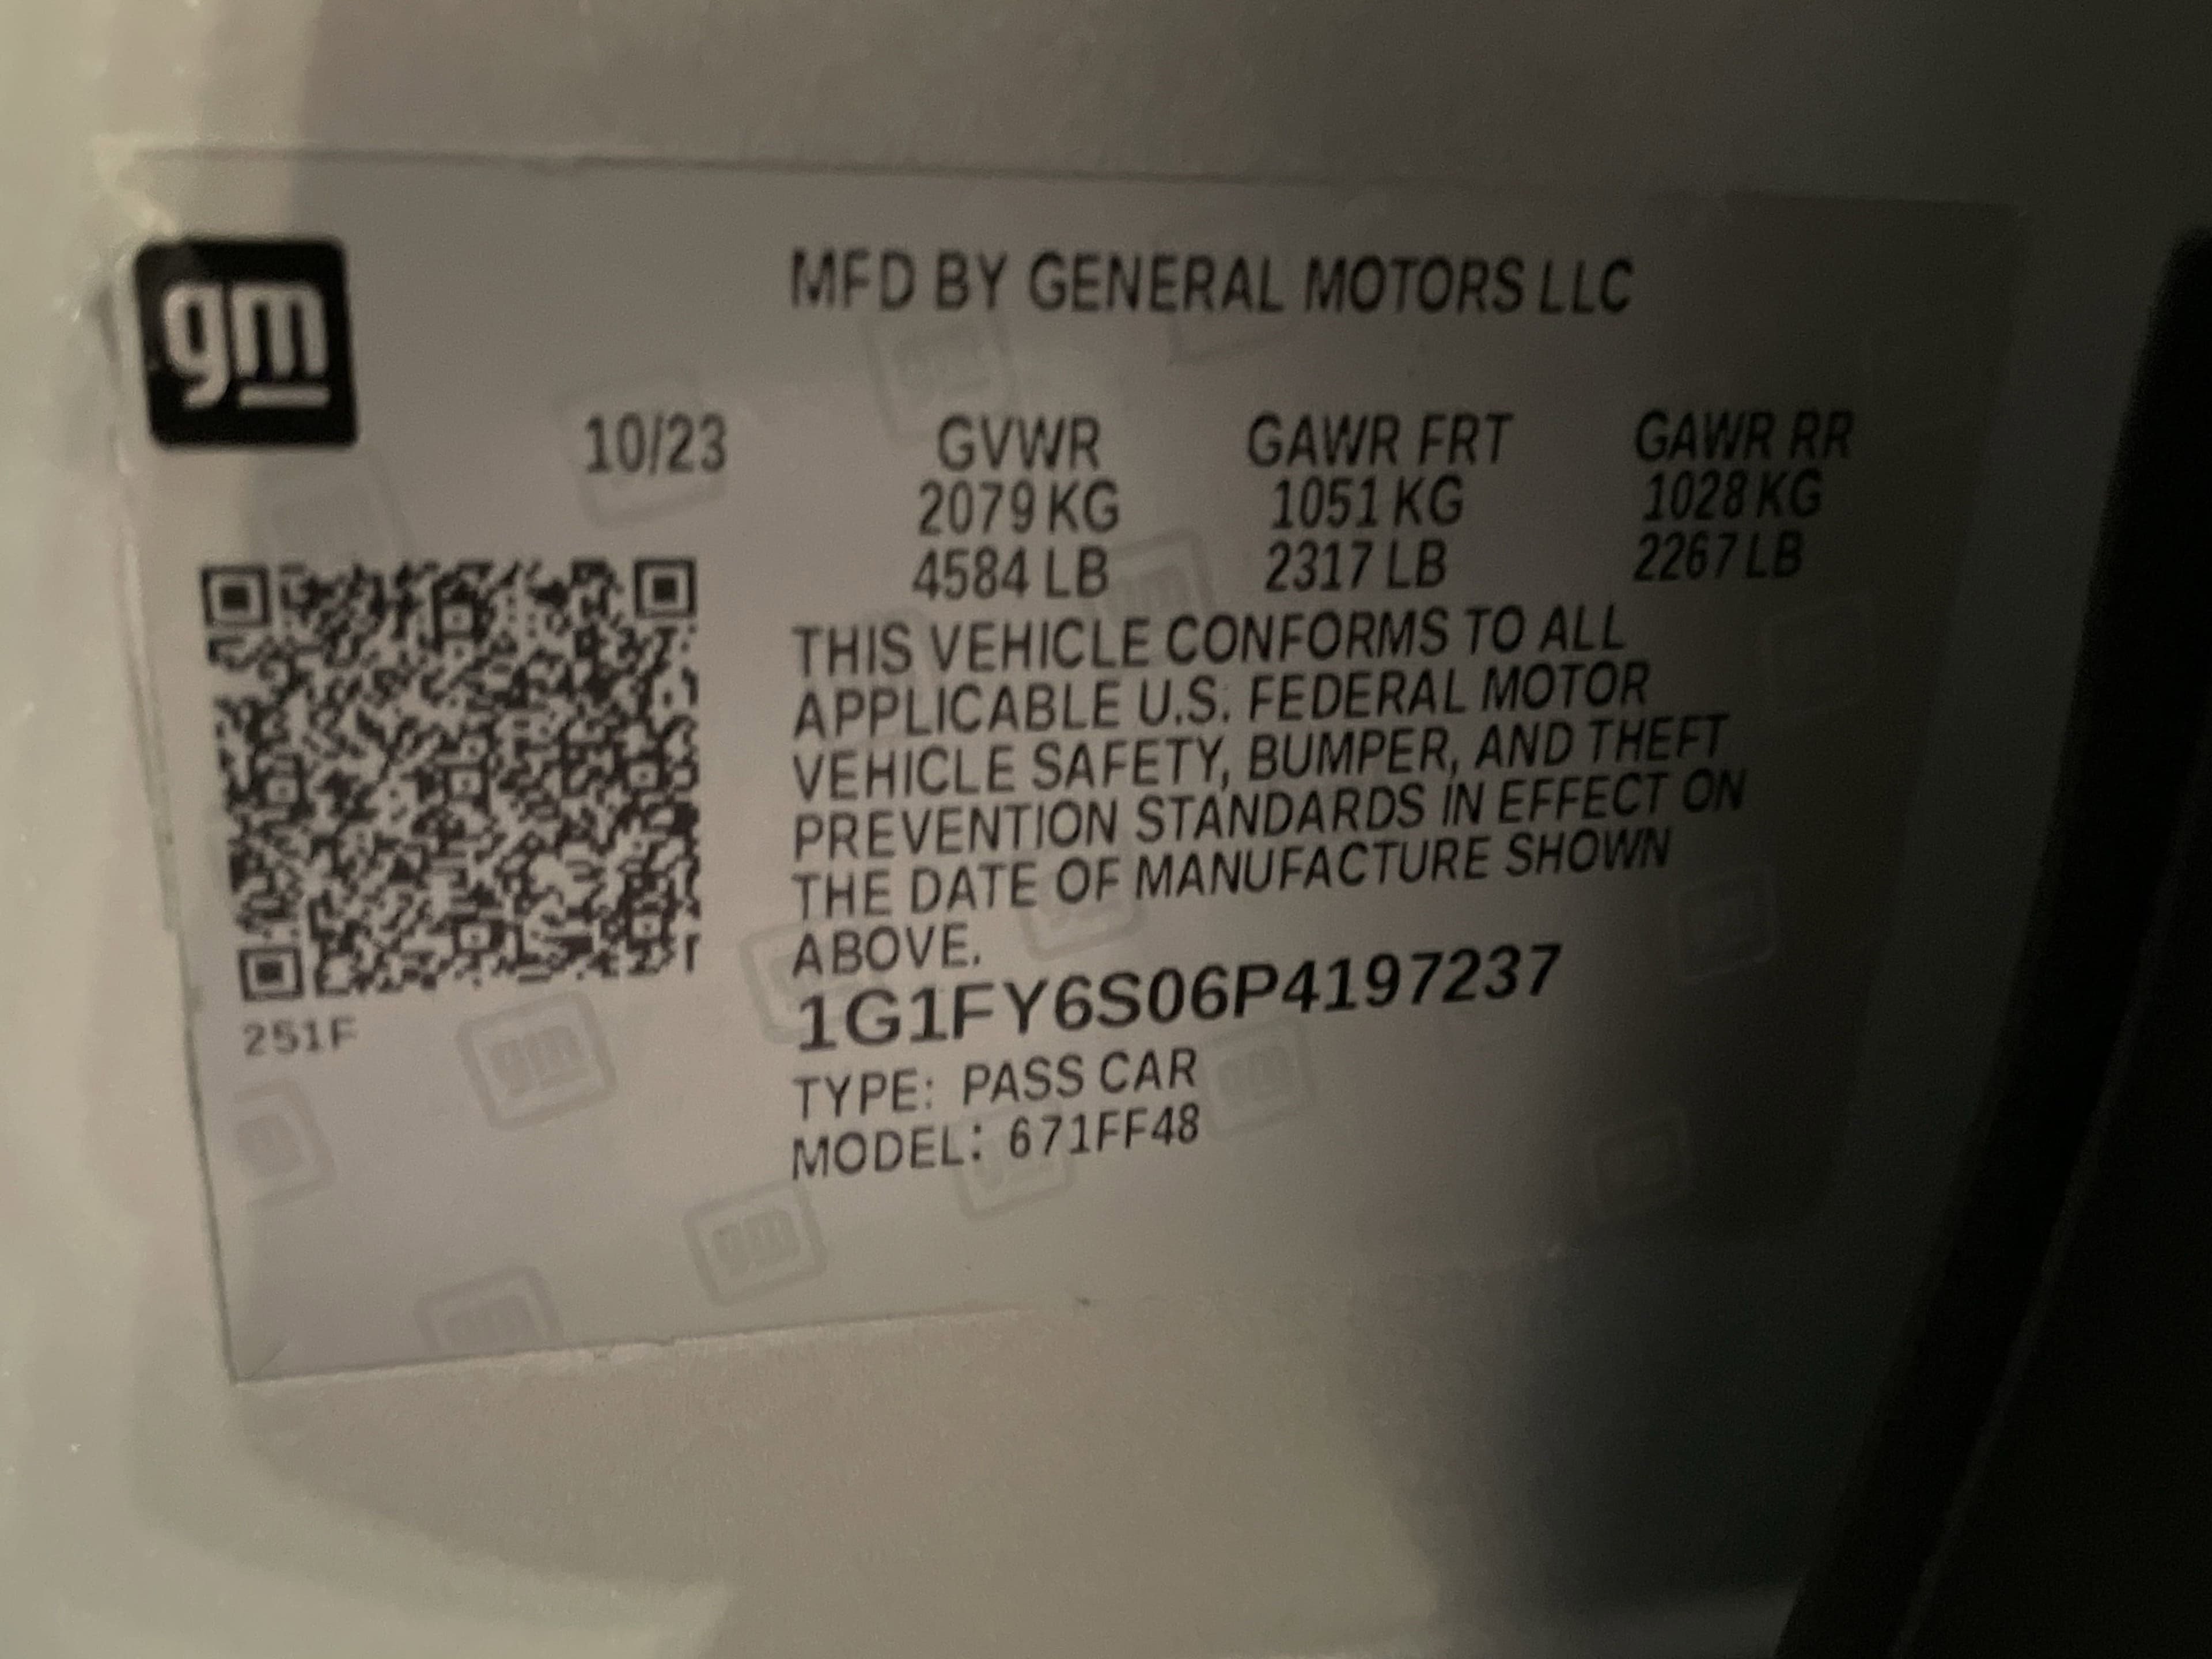 gm
MFD BY GENERAL MOTORS LLC
10/23 GVWR GAWR FRT GAWR RR
2079 KG 1051 KG 1028 KG
4584 LB 2317 LB 2267 LB
THIS VEHICLE CONFORMS TO ALL
APPLICABLE U.S. FEDERAL MOTOR
VEHICLE SAFETY, BUMPER, AND THEFT
PREVENTION STANDARDS IN EFFECT ON
THE DATE OF MANUFACTURE SHOWN
ABOVE.
1G1FY6S06P4197237
251F
TYPE: PASS CAR
MODEL: 671FF48